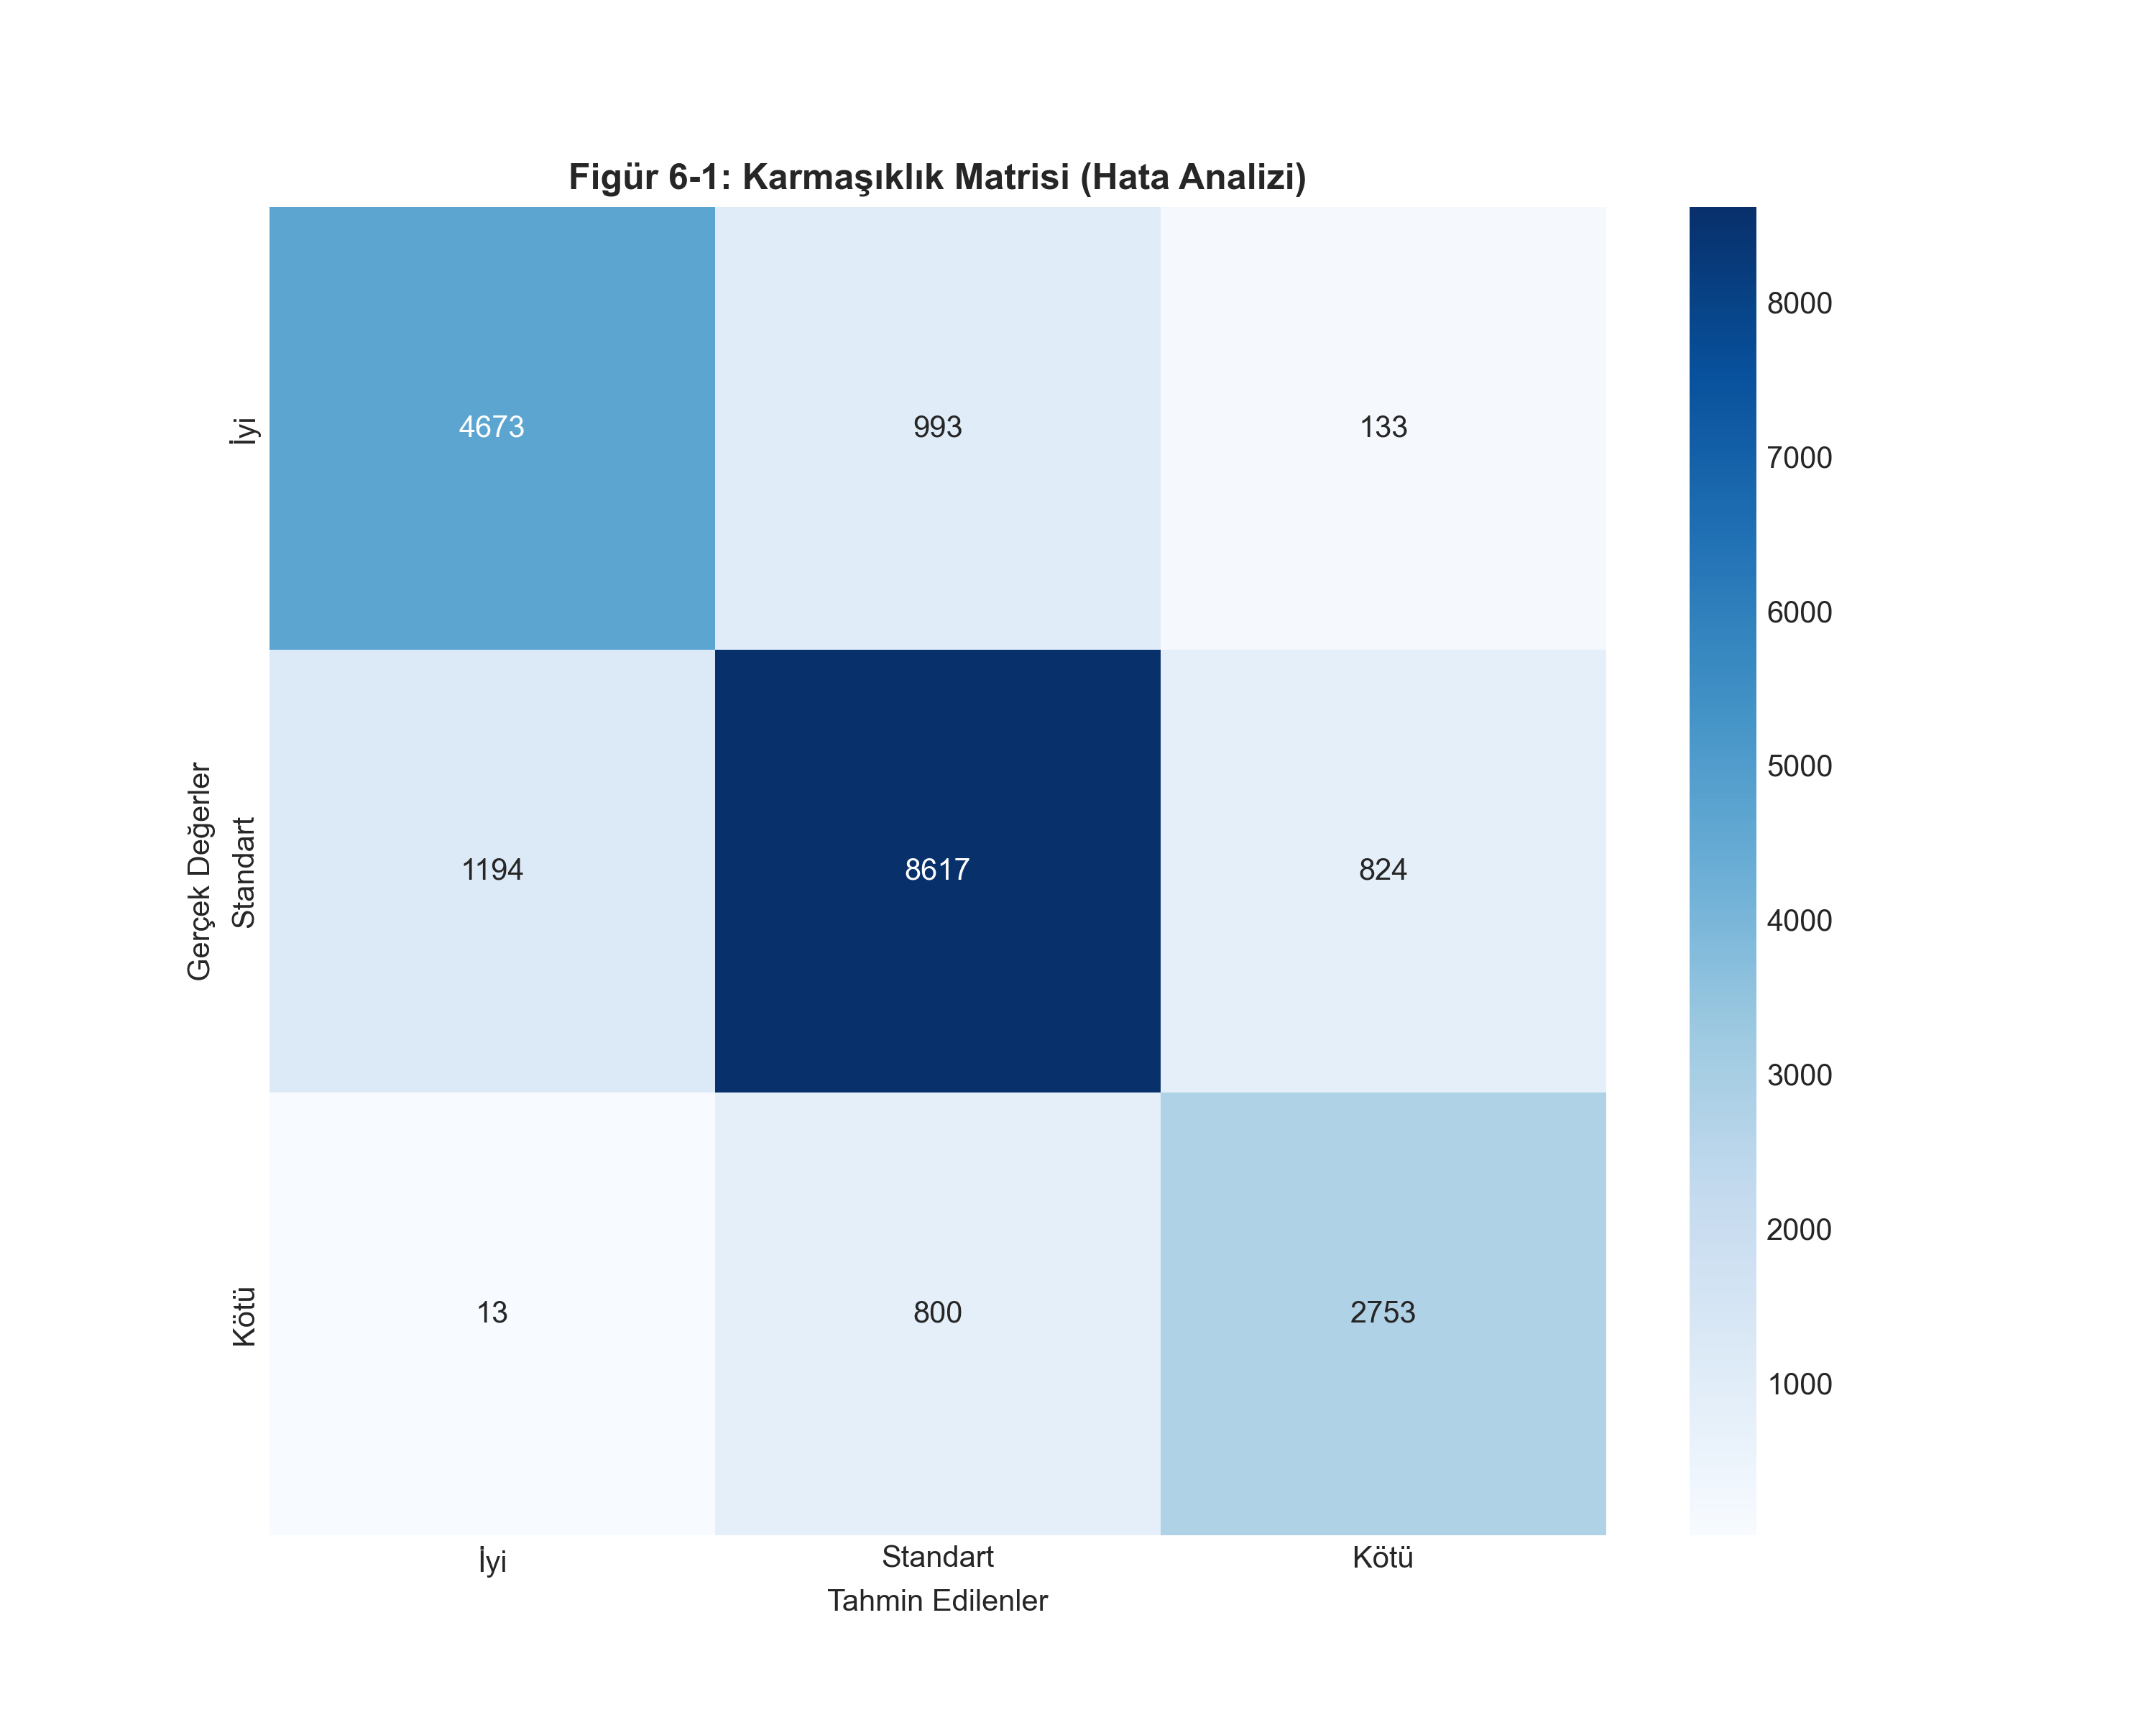 Figür 6-1: Karmaşıklık Matrisi (Hata Analizi)
Gerçek Değerler
İyi
4673 993 133
Standart
1194 8617 824
Kötü
13 800 2753
İyi Standart Kötü
Tahmin Edilenler
8000
7000
6000
5000
4000
3000
2000
1000